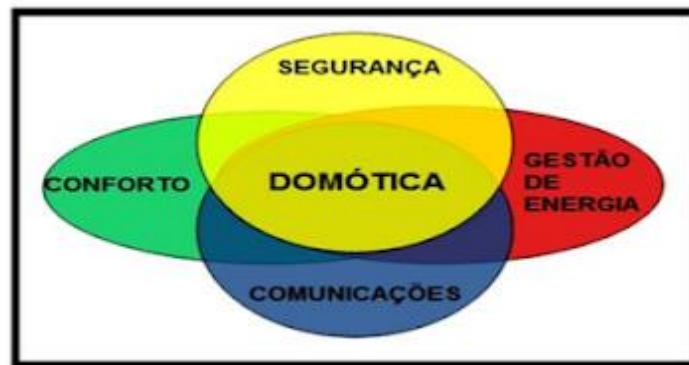 SEGURANÇA
CONFORTO
DOMÓTICA
GESTÃO
DE
ENERGIA
COMUNICAÇÕES